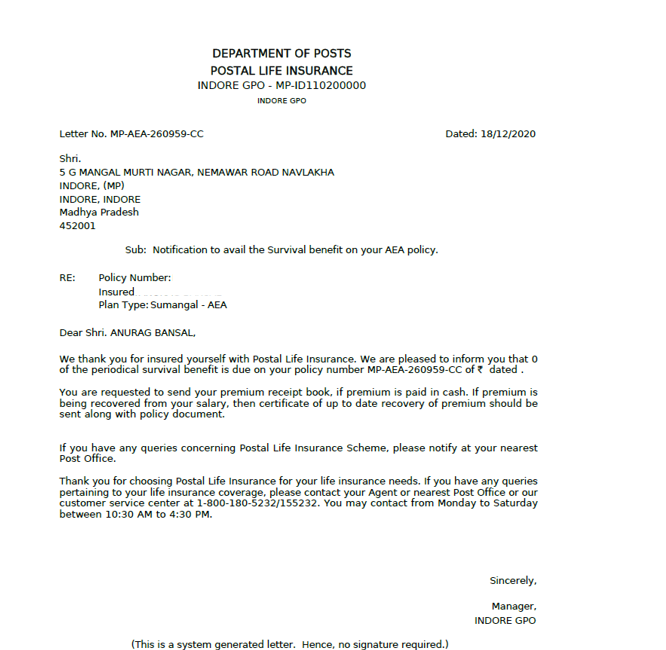 DEPARTMENT OF POSTS
POSTAL LIFE INSURANCE
INDORE GPO - MP-ID110200000
INDORE GPO
Letter No. MP-AEA-260959-CC Dated: 18/12/2020
Shri.
5 G MANGAL MURTI NAGAR, NEMAWAR ROAD NAVLAKHA
INDORE, (MP)
INDORE, INDORE
Madhya Pradesh
452001
Sub: Notification to avail the Survival benefit on your AEA policy.
RE: Policy Number:
Insured
Plan Type: Sumangal - AEA
Dear Shri. ANURAG BANSAL,
We thank you for insured yourself with Postal Life Insurance. We are pleased to inform you that 0
of the periodical survival benefit is due on your policy number MP-AEA-260959-CC of ₹ dated .
You are requested to send your premium receipt book, if premium is paid in cash. If premium is
being recovered from your salary, then certificate of up to date recovery of premium should be
sent along with policy document.
If you have any queries concerning Postal Life Insurance Scheme, please notify at your nearest
Post Office.
Thank you for choosing Postal Life Insurance for your life insurance needs. If you have any queries
pertaining to your life insurance coverage, please contact your Agent or nearest Post Office or our
customer service center at 1-800-180-5232/155232. You may contact from Monday to Saturday
between 10:30 AM to 4:30 PM.
Sincerely,
Manager,
INDORE GPO
(This is a system generated letter. Hence, no signature required.)